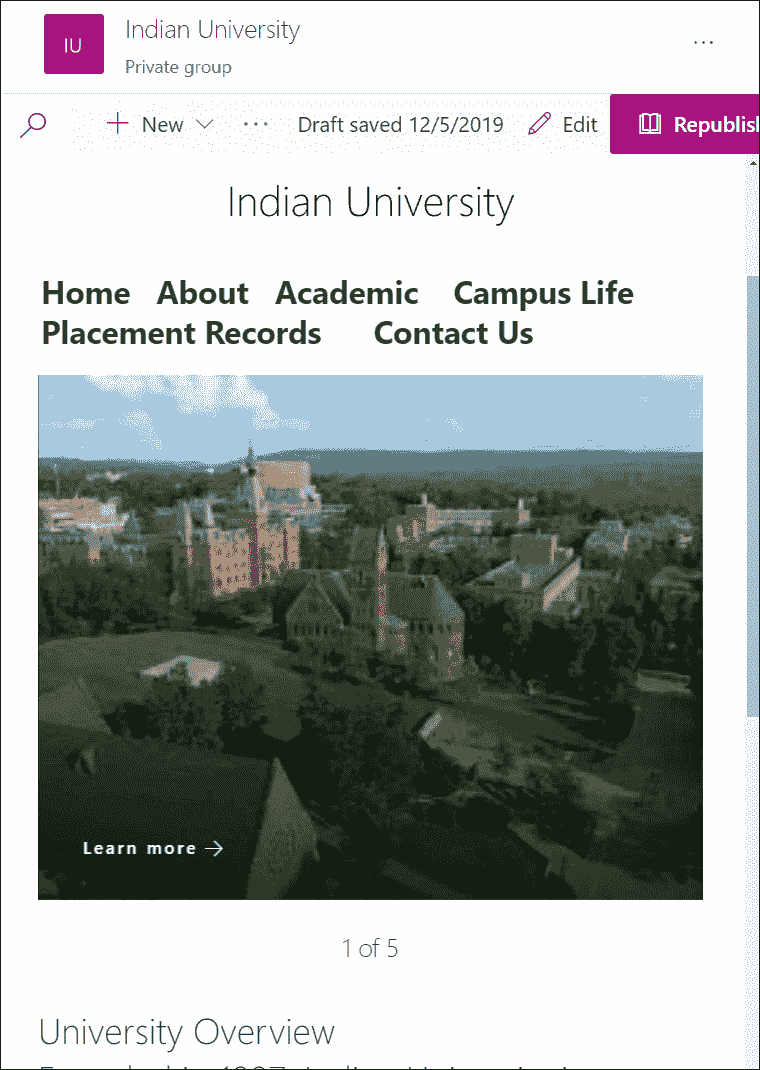 IU
Indian University
Private group
...
New ... Draft saved 12/5/2019 Edit
Indian University
Home About Academic Campus Life
Placement Records Contact Us
Learn more →
1 of 5
University Overview